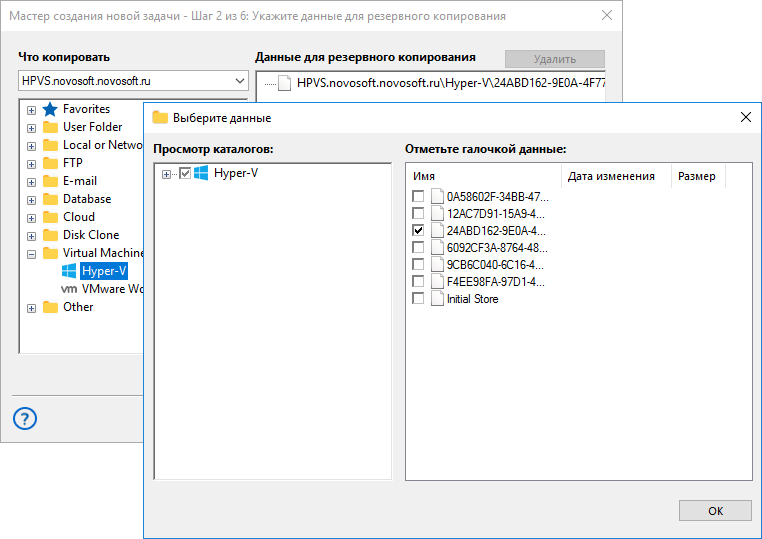 Мастер создания новой задачи - Шаг 2 из 6: Укажите данные для резервного копирования
Что копировать
Данные для резервного копирования
Удалить
HPVS.novosoft.novosoft.ru
HPVS.novosoft.novosoft.ru\Hyper-V\24ABD162-9E0A-4F77
Favorites
User Folder
Local or Netwo
FTP
E-mail
Database
Cloud
Disk Clone
Virtual Machine
Hyper-V
vm VMware Wo
Other
?
Выберите данные
Просмотр каталогов:
Hyper-V
Отметьте галочкой данные:
Имя Дата изменения Размер
0A58602F-34BB-47...
12AC7D91-15A9-4...
24ABD162-9E0A-4...
6092CF3A-8764-48...
9CB6C040-6C16-4...
F4EE98FA-97D1-4...
Initial Store
OK